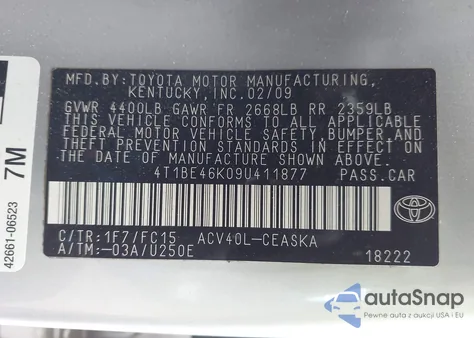 MFD.BY:TOYOTA MOTOR MANUFACTURING,
KENTUCKY,INC.02/09
GVWR 4400LB GAWR FR 2668LB RR 2359LB
THIS VEHICLE CONFORMS TO ALL APPLICABLE
FEDERAL MOTOR VEHICLE SAFETY,BUMPER,AND
THEFT PREVENTION STANDARDS IN EFFECT ON
THE DATE OF MANUFACTURE SHOWN ABOVE.
4T1BE46K09U411877 PASS.CAR
C/TR:1F7/FC15 ACV40L-CEASKA
A/TM:-03A/U250E 18222
TOYOTA
42661-06523 7M
autoSnap
Pewne auta z aukcji USA i EU